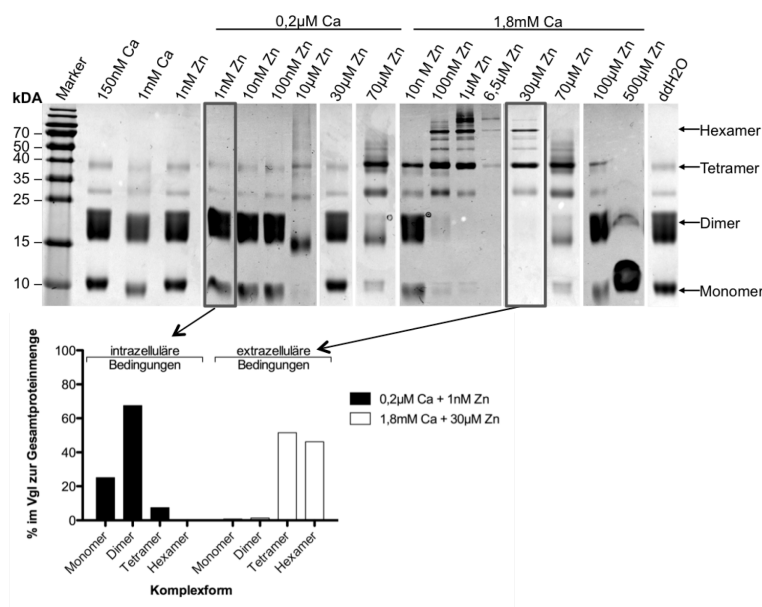 0,2µM Ca
1,8mM Ca
kDA
Marker
150nM Ca
1mM Ca
1nM Zn
1nM Zn
10nM Zn
100nM Zn
10µM Zn
30µM Zn
70µM Zn
10n M Zn
100nM Zn
1µM Zn
6,5µM Zn
30µM Zn
70µM Zn
100µM Zn
500µM Zn
ddH2O
70
50
40
35
25
15
10
Hexamer
Tetramer
Dimer
Monomer
% im Vgl zur Gesamtproteinmenge
100
80
60
40
20
0
intrazelluläre
Bedingungen
extrazelluläre
Bedingungen
0,2µM Ca + 1nM Zn
1,8mM Ca + 30µM Zn
Monomer
Dimer
Tetramer
Hexamer
Monomer
Dimer
Tetramer
Hexamer
Komplexform